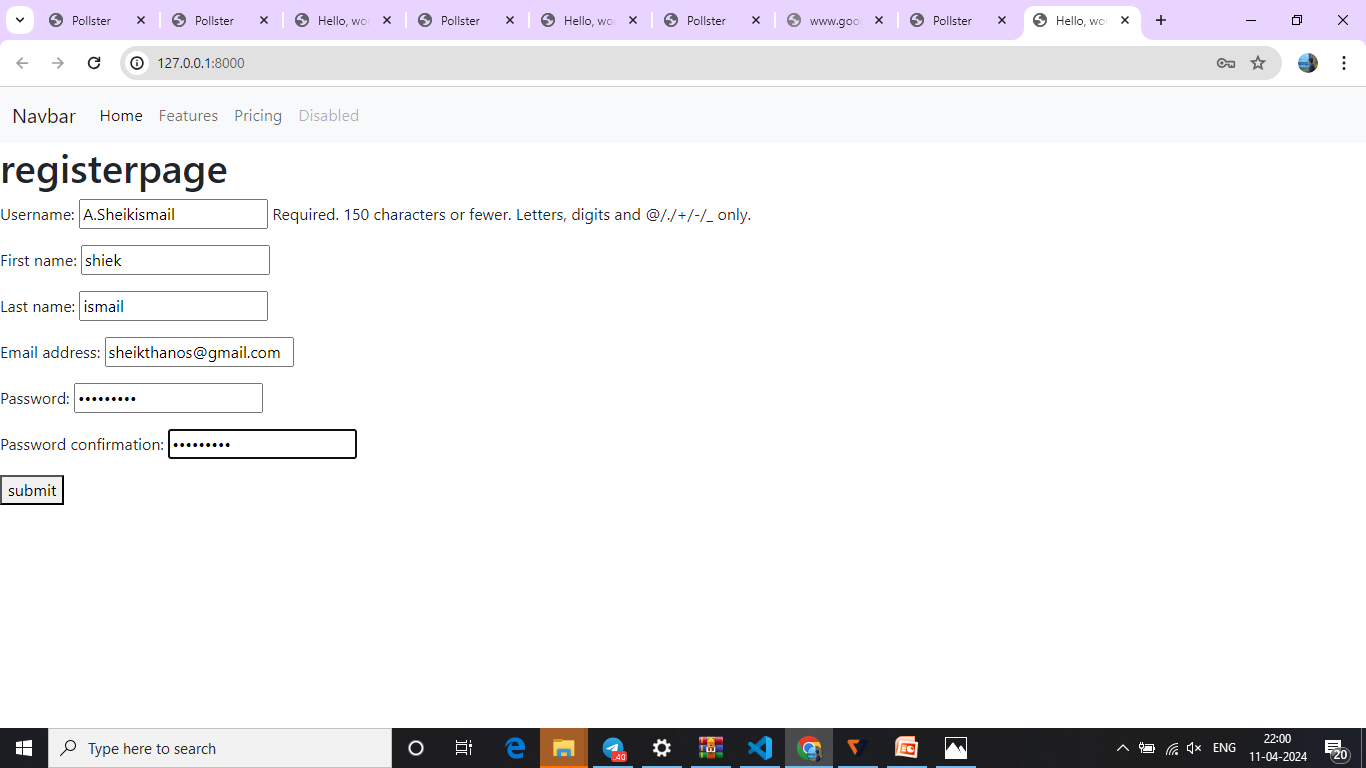 Pollster Pollster Hello, wo Pollster Hello, wo Pollster www.goo Pollster Hello, wo
127.0.0.1:8000
Navbar Home Features Pricing Disabled
registerpage
Username: A.Sheikismail Required. 150 characters or fewer. Letters, digits and @/./+/-/_ only.
First name: shiek
Last name: ismail
Email address: sheikthanos@gmail.com
Password: •••••••••
Password confirmation: •••••••••
submit
Type here to search .40 ENG 22:00
11-04-2024 20